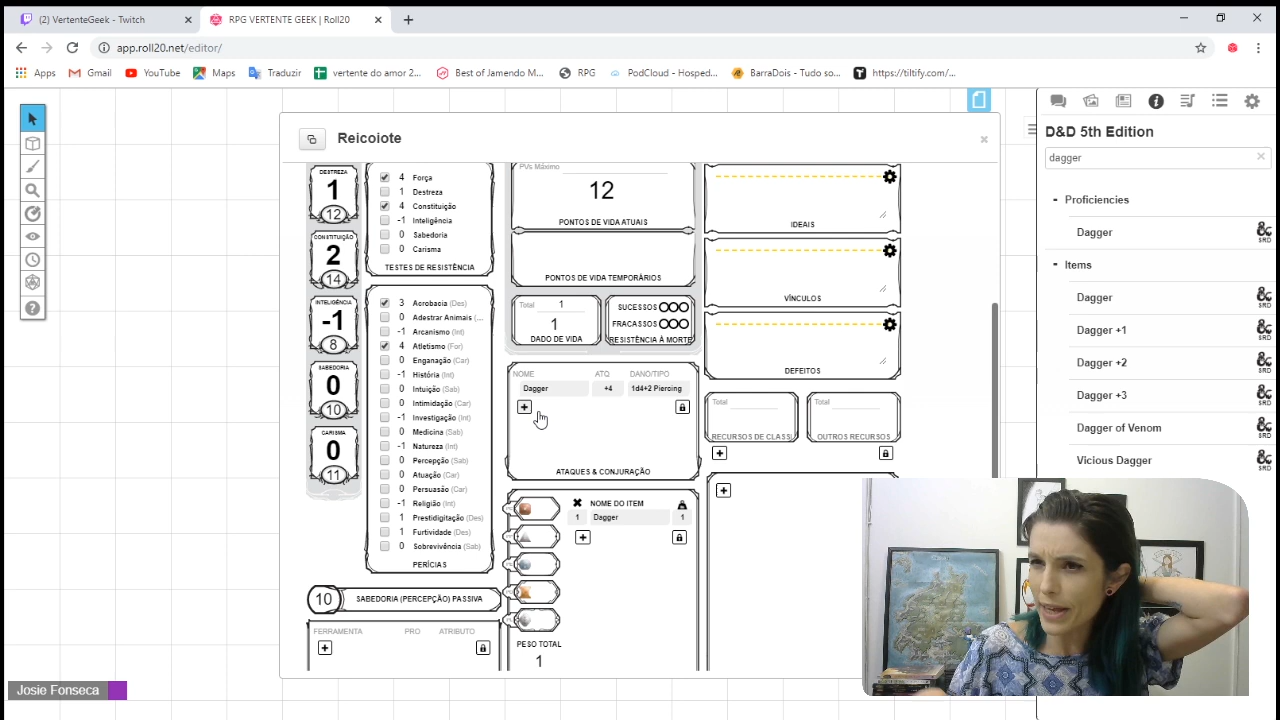 (2) VertenteGeek - Twitch
RPG VERTENTE GEEK | Roll20
app.roll20.net/editor/
Apps
Gmail
YouTube
Maps
Traduzir
vertente do amor 2...
Best of Jamendo M...
RPG
PodCloud - Hosped...
BarraDois - Tudo so...
https://tiltify.com/...
Reicoiote
DESTREZA
1
12
CONSTITUIÇÃO
2
14
INTELIGÊNCIA
-1
8
SABEDORIA
0
10
CARISMA
0
11
4 Força
1 Destreza
4 Constituição
-1 Inteligência
0 Sabedoria
0 Carisma
TESTES DE RESISTÊNCIA
3 Acrobacia (Des)
0 Adestrar Animais (...
-1 Arcanismo (Int)
4 Atletismo (For)
0 Enganação (Car)
-1 História (Int)
0 Intuição (Sab)
0 Intimidação (Car)
-1 Investigação (Int)
0 Medicina (Sab)
-1 Natureza (Int)
0 Percepção (Sab)
0 Atuação (Car)
0 Persuasão (Car)
-1 Religião (Int)
1 Prestidigitação (Des)
1 Furtividade (Des)
0 Sobrevivência (Sab)
PERÍCIAS
10 SABEDORIA (PERCEPÇÃO) PASSIVA
FERRAMENTA PRO ATRIBUTO
PVs Máximo
12
PONTOS DE VIDA ATUAIS
PONTOS DE VIDA TEMPORÁRIOS
Total 1
1
DADO DE VIDA
SUCESSOS
FRACASSOS
RESISTÊNCIA À MORTE
NOME ATQ. DANO/TIPO
Dagger +4 1d4+2 Piercing
ATAQUES & CONJURAÇÃO
NOME DO ITEM
1 Dagger 1
PESO TOTAL
1
IDEAIS
VÍNCULOS
DEFEITOS
Total
RECURSOS DE CLASS
Total
OUTROS RECURSOS
D&D 5th Edition
dagger
Proficiencies
Dagger
Items
Dagger
Dagger +1
Dagger +2
Dagger +3
Dagger of Venom
Vicious Dagger
SRD
SRD
SRD
SRD
SRD
SRD
SRD
Josie Fonseca